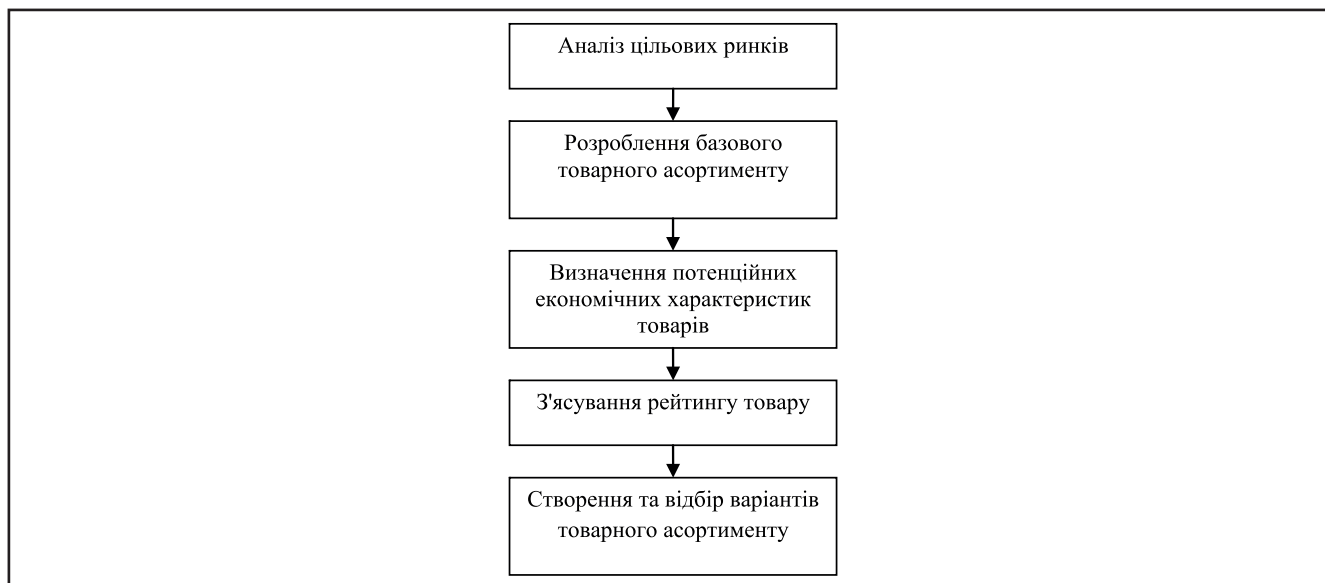 Аналіз цільових ринків
Розроблення базового
товарного асортименту
Визначення потенційних
економічних характеристик
товарів
З'ясування рейтингу товару
Створення та відбір варіантів
товарного асортименту